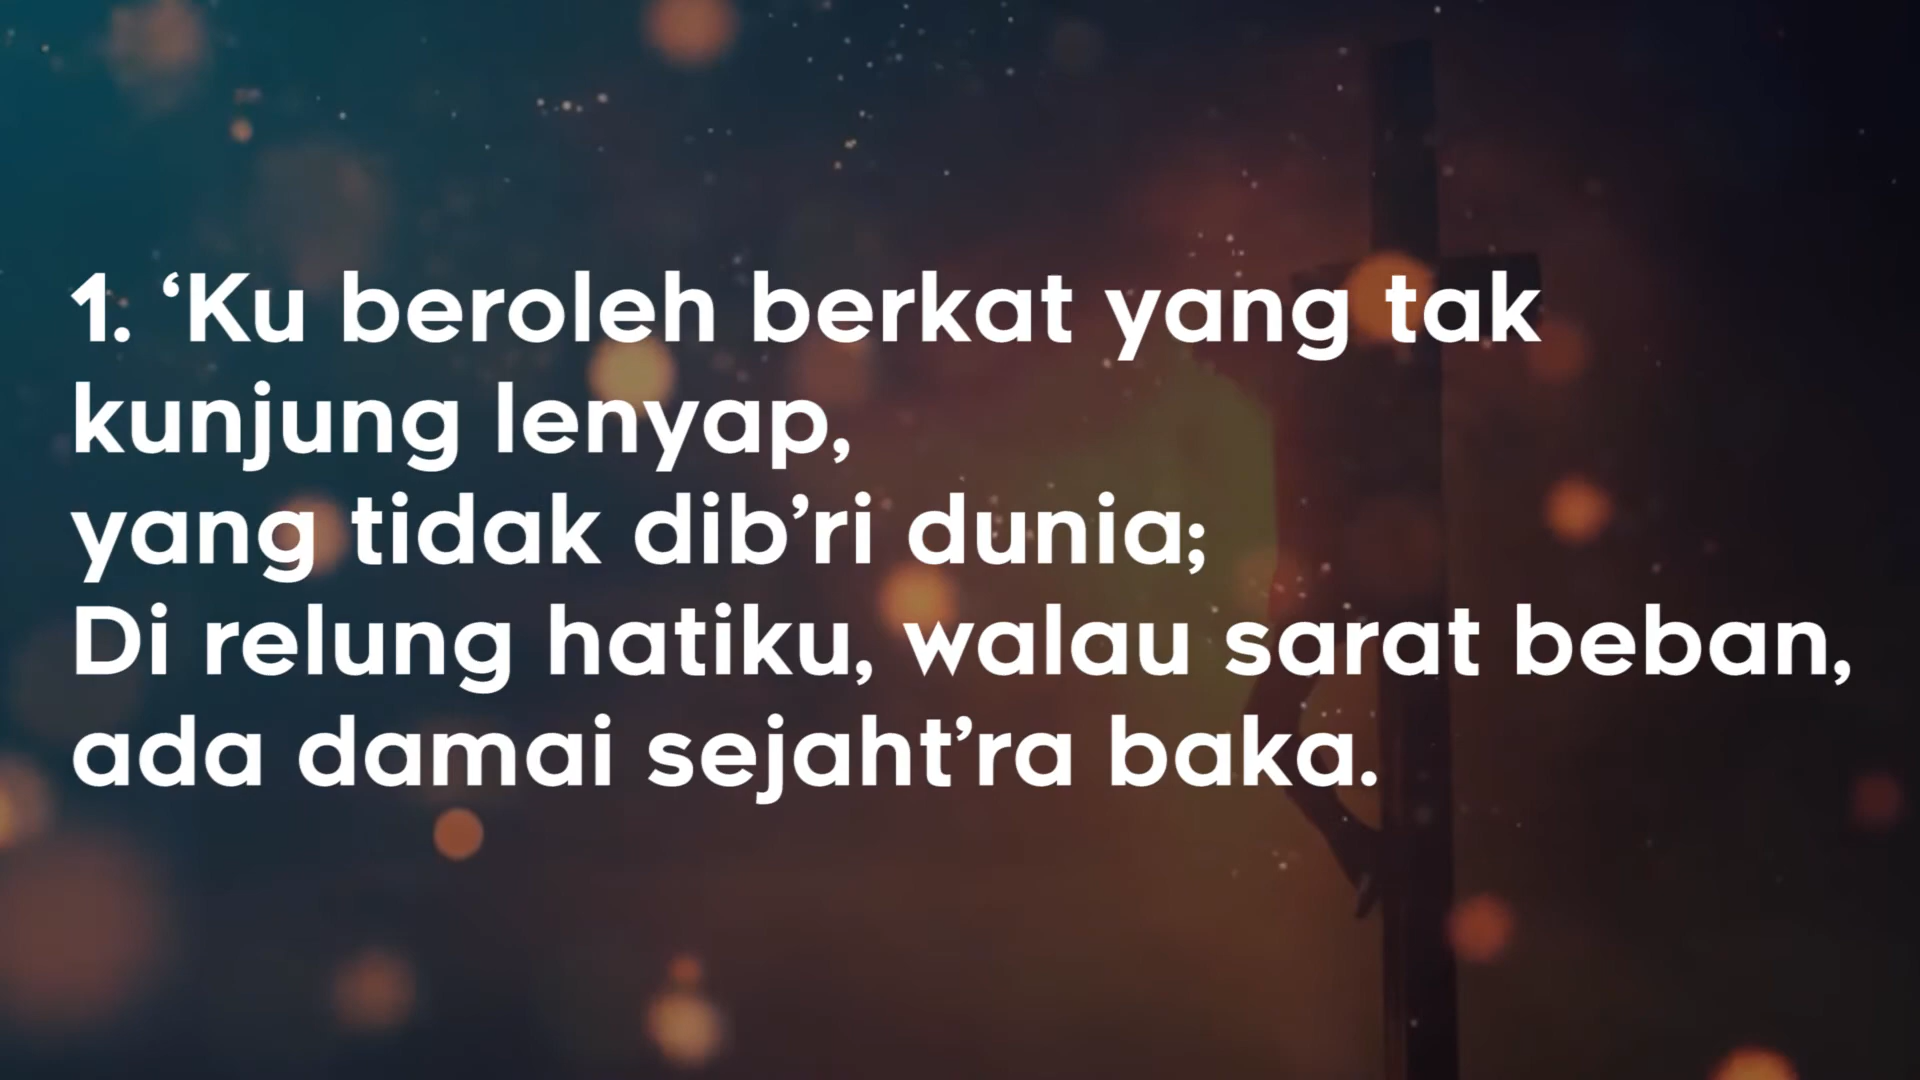 1. ‘Ku beroleh berkat yang tak
kunjung lenyap,
yang tidak dib’ri dunia;
Di relung hatiku, walau sarat beban,
ada damai sejaht’ra baka.